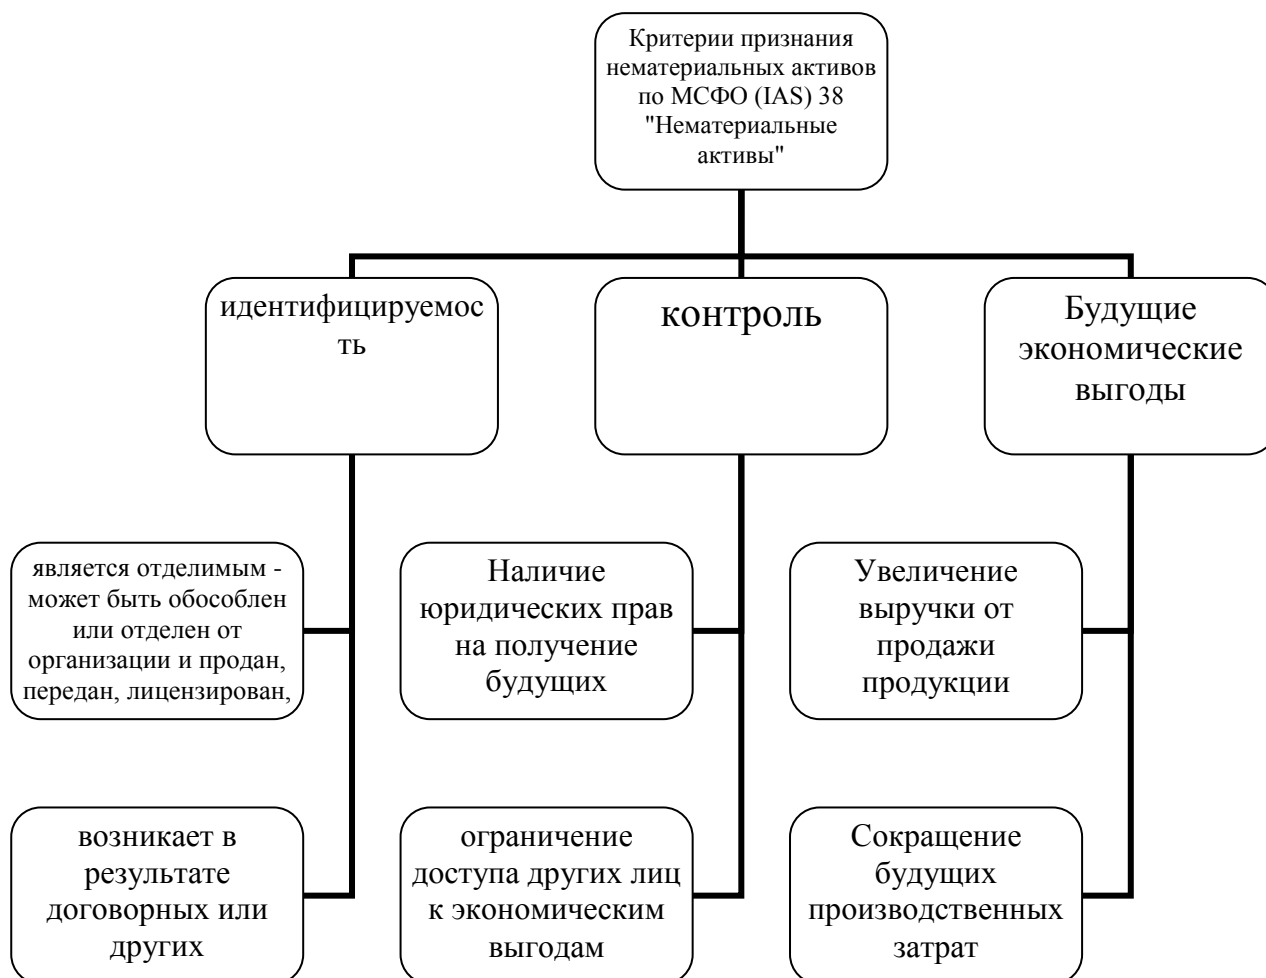 Критерии признания
нематериальных активов
по МСФО (IAS) 38
"Нематериальные
активы"
идентифицируемос
ть
контроль
Будущие
экономические
выгоды
является отделимым -
может быть обособлен
или отделен от
организации и продан,
передан, лицензирован,
Наличие
юридических прав
на получение
будущих
Увеличение
выручки от
продажи
продукции
возникает в
результате
договорных или
других
ограничение
доступа других лиц
к экономическим
выгодам
Сокращение
будущих
производственных
затрат